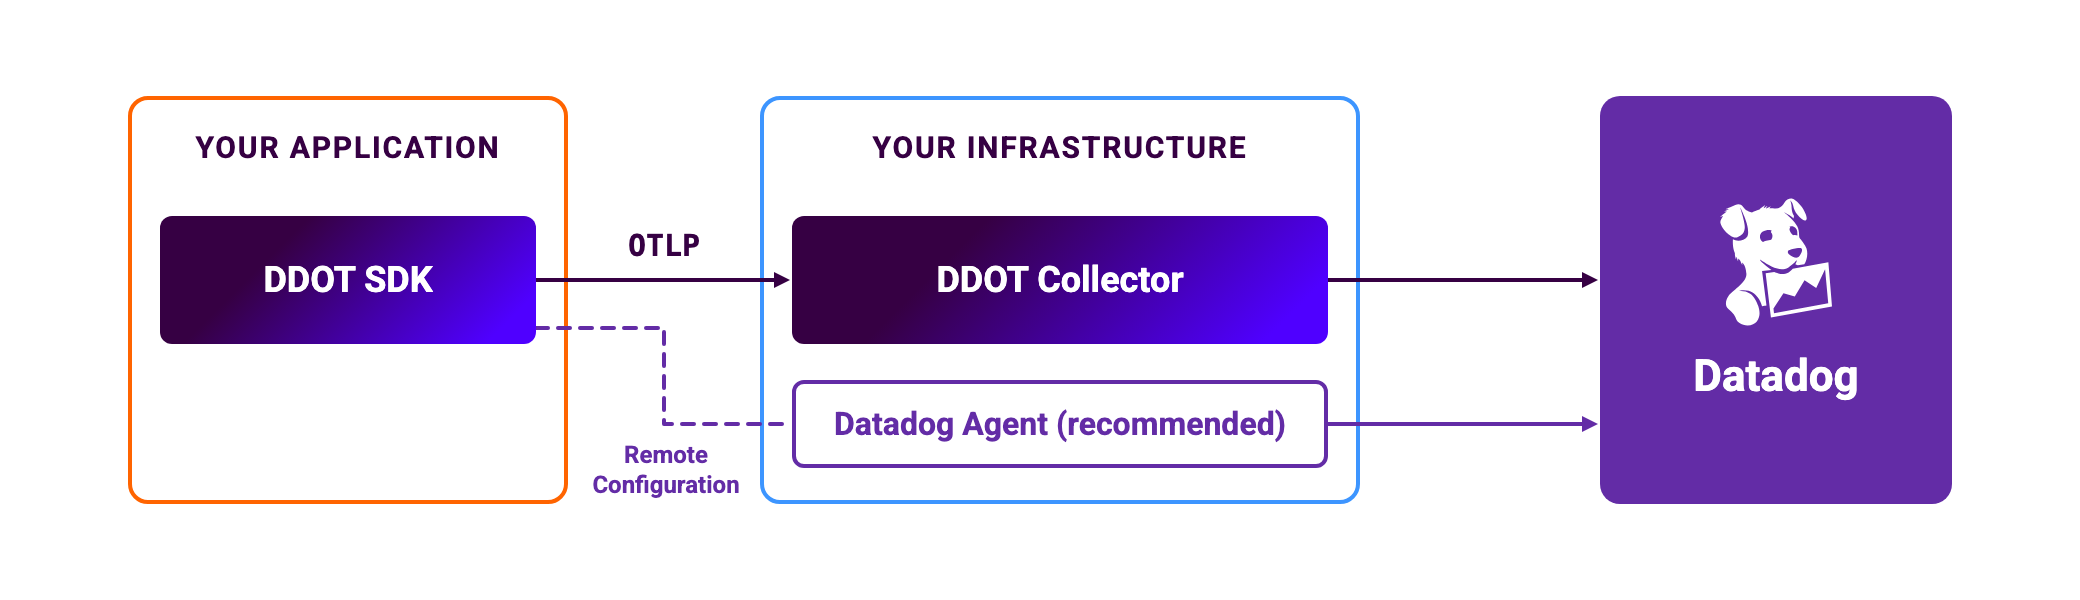 YOUR APPLICATION
DDOT SDK
OTLP
Remote
Configuration
YOUR INFRASTRUCTURE
DDOT Collector
Datadog Agent (recommended)
Datadog